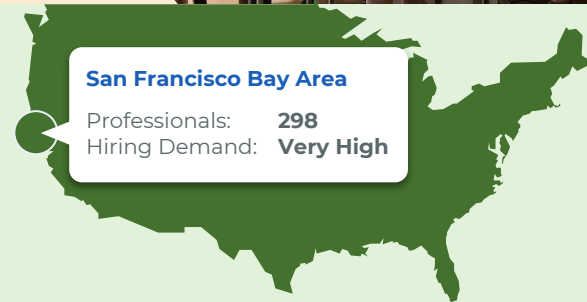 San Francisco Bay Area
Professionals: 298
Hiring Demand: Very High